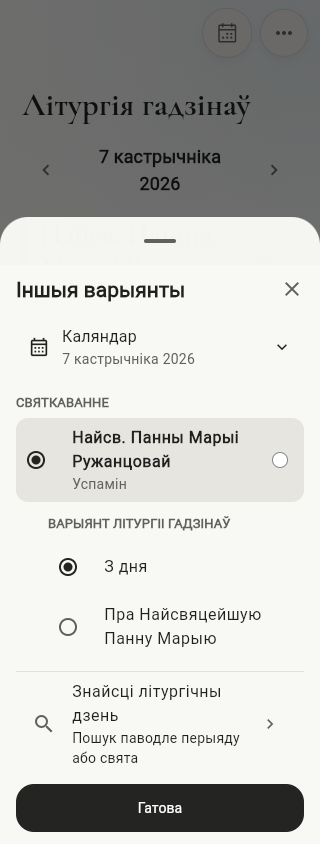 Літургія гадзінаў
7 кастрычніка
2026
Іншыя варыянты
Каляндар
7 кастрычніка 2026
СВЯТКАВАННЕ
Найсв. Панны Марыі
Ружанцовай
Успамін
ВАРЫЯНТ ЛІТУРГІІ ГАДЗІНАЎ
З дня
Пра Найсвяцейшую
Панну Марыю
Знайсці літургічны
дзень
Пошук паводле перыяду
або свята
Гатова